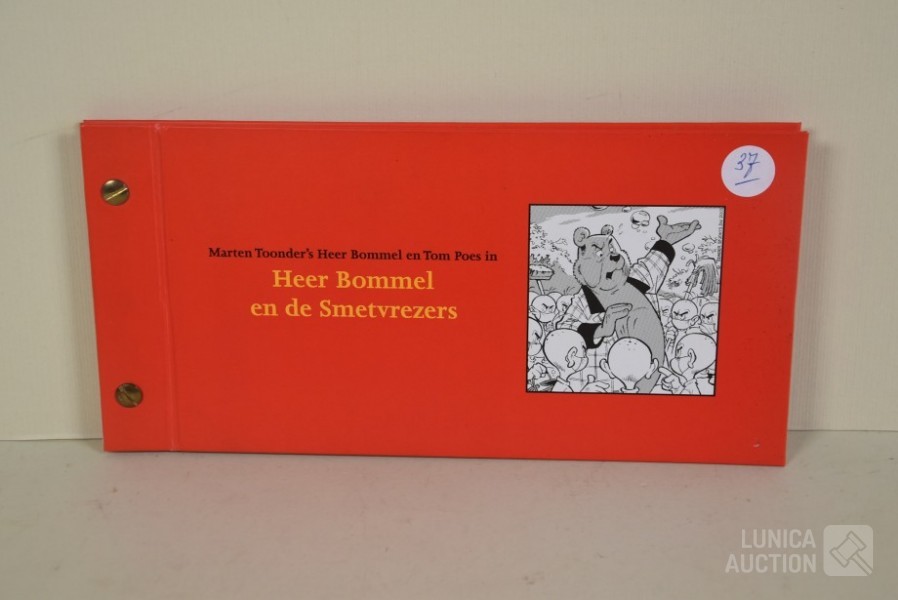 37
Marten Toonder's Heer Bommel en Tom Poes in
Heer Bommel
en de Smetvrezers
LUNICA
AUCTION